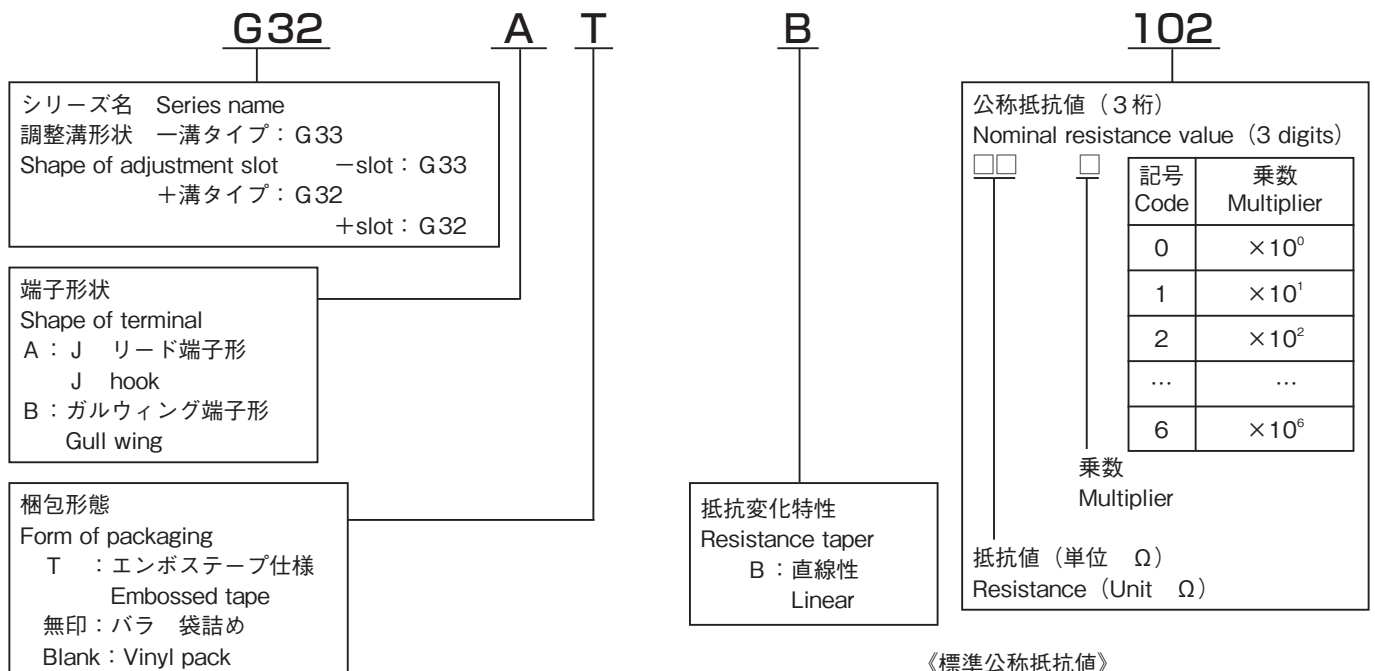 G32 A T B 102
シリーズ名 Series name
調整溝形状 −溝タイプ：G33
Shape of adjustment slot −slot：G33
＋溝タイプ：G32
＋slot：G32
端子形状
Shape of terminal
A：J リード端子形
J hook
B：ガルウィング端子形
Gull wing
梱包形態
Form of packaging
T ：エンボステープ仕様
Embossed tape
無印：バラ 袋詰め
Blank：Vinyl pack
抵抗変化特性
Resistance taper
B：直線性
Linear
公称抵抗値（3桁）
Nominal resistance value（3 digits）
□□ □
記号 乗数
Code Multiplier
0 ×10⁰
1 ×10¹
2 ×10²
… …
6 ×10⁶
乗数
Multiplier
抵抗値（単位 Ω）
Resistance（Unit Ω）
《標準公称抵抗値》